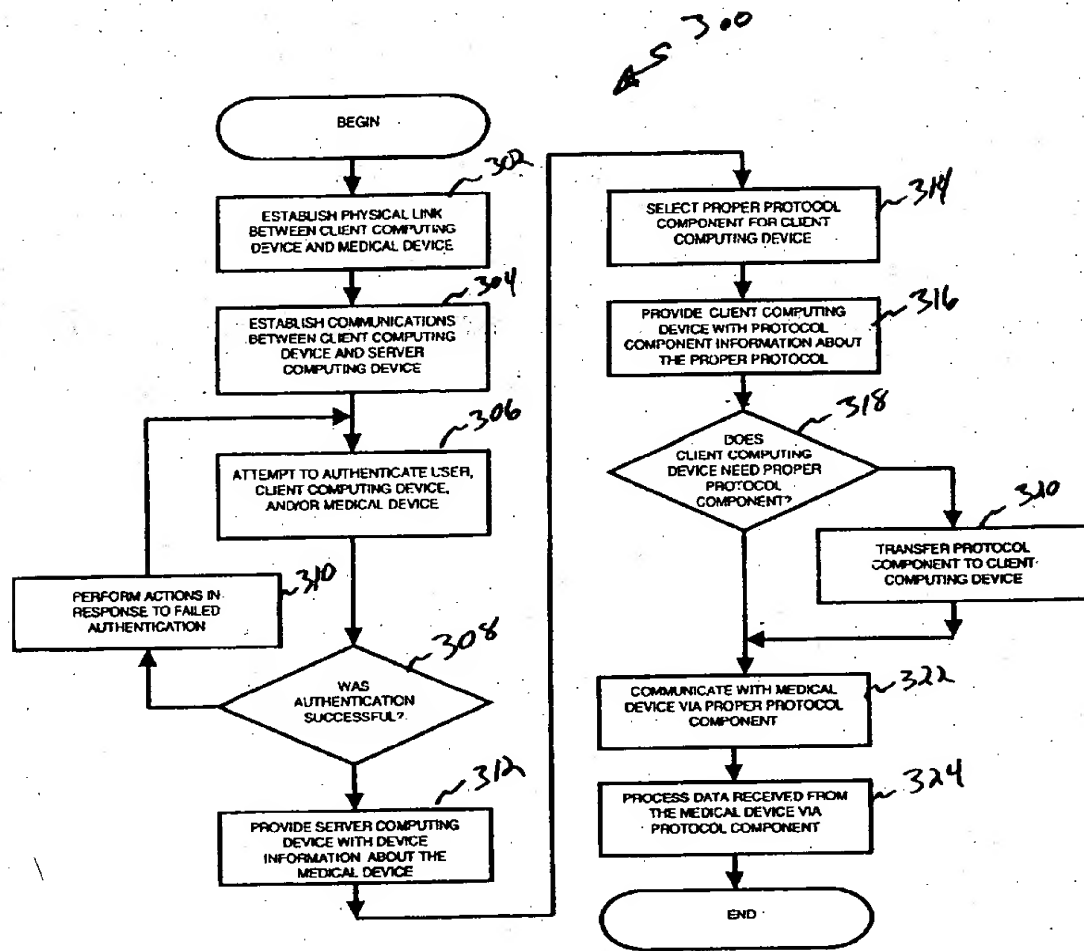 300
BEGIN
302
ESTABLISH PHYSICAL LINK
BETWEEN CLIENT COMPUTING
DEVICE AND MEDICAL DEVICE
304
ESTABLISH COMMUNICATIONS
BETWEEN CLIENT COMPUTING
DEVICE AND SERVER
COMPUTING DEVICE
306
ATTEMPT TO AUTHENTICATE USER,
CLIENT COMPUTING DEVICE,
AND/OR MEDICAL DEVICE
310
PERFORM ACTIONS IN
RESPONSE TO FAILED
AUTHENTICATION
308
WAS
AUTHENTICATION
SUCCESSFUL?
312
PROVIDE SERVER COMPUTING
DEVICE WITH DEVICE
INFORMATION ABOUT THE
MEDICAL DEVICE
314
SELECT PROPER PROTOCOL
COMPONENT FOR CLIENT
COMPUTING DEVICE
316
PROVIDE CLIENT COMPUTING
DEVICE WITH PROTOCOL
COMPONENT INFORMATION ABOUT
THE PROPER PROTOCOL
318
DOES
CLIENT COMPUTING
DEVICE NEED PROPER
PROTOCOL
COMPONENT?
320
TRANSFER PROTOCOL
COMPONENT TO CLIENT
COMPUTING DEVICE
322
COMMUNICATE WITH MEDICAL
DEVICE VIA PROPER PROTOCOL
COMPONENT
324
PROCESS DATA RECEIVED FROM
THE MEDICAL DEVICE VIA
PROTOCOL COMPONENT
END